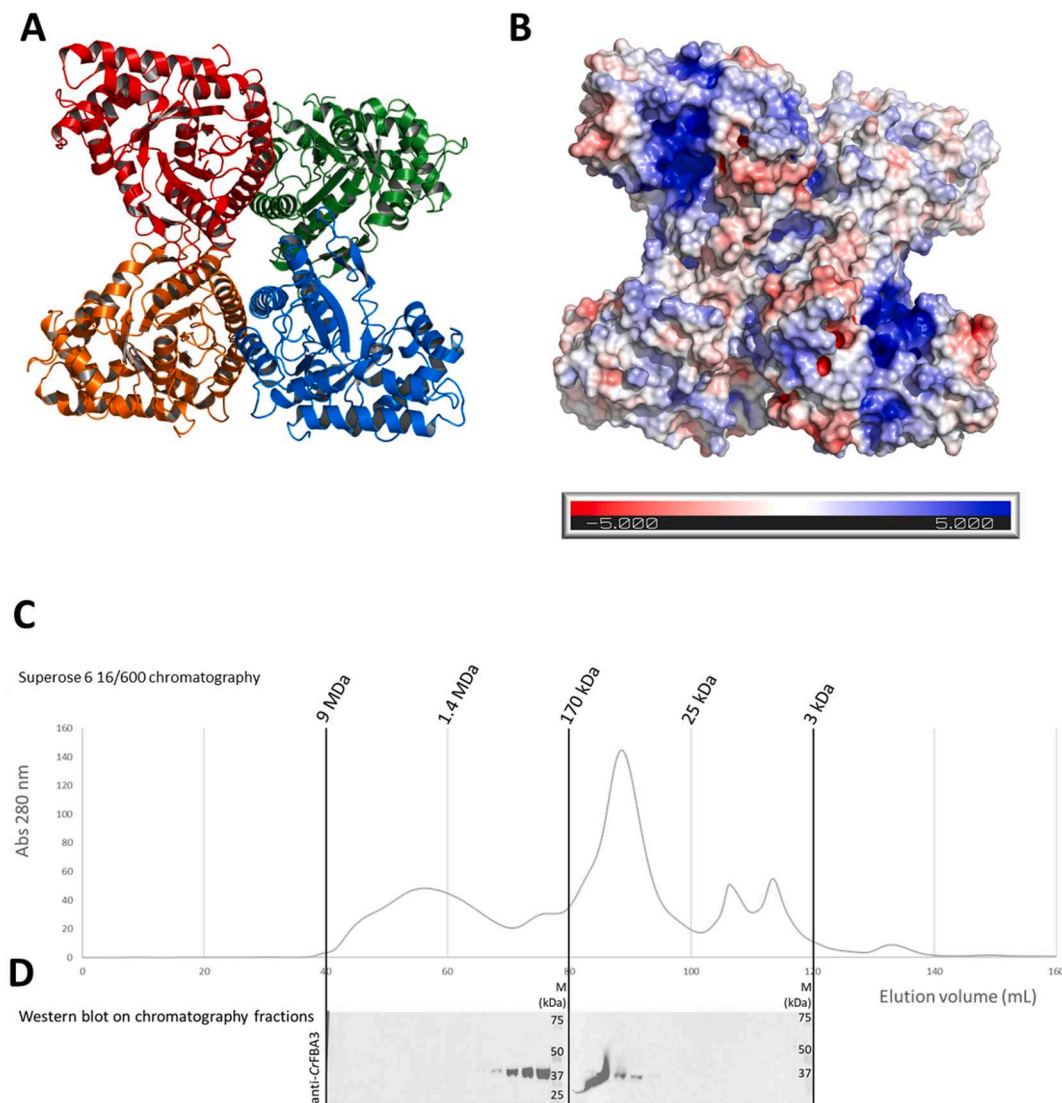 A
B
-5.000
5.000
C
Superose 6 16/600 chromatography
9 MDa
1.4 MDa
170 kDa
25 kDa
3 kDa
160
140
120
100
80
60
40
20
0
Abs 280 nm
0
20
40
60
80
100
120
140
160
Elution volume (mL)
D
Western blot on chromatography fractions
anti-CrFBA3
M
(kDa)
75
50
37
25
M
(kDa)
75
50
37